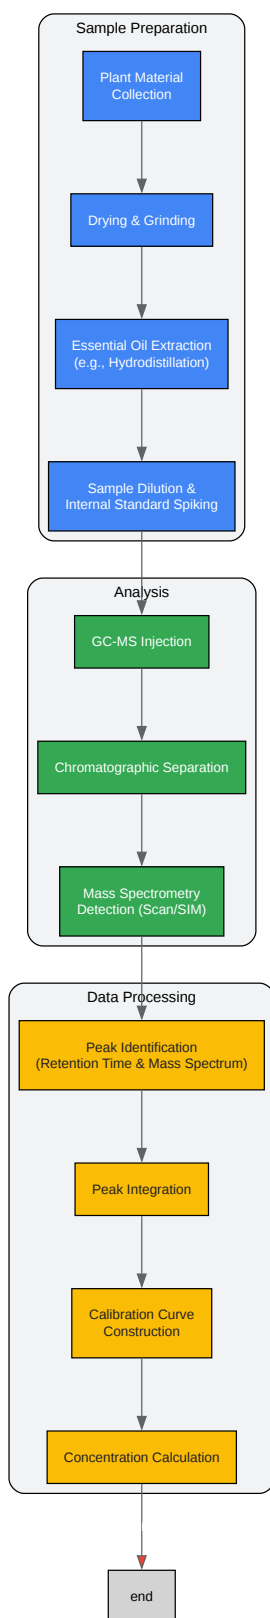 Sample Preparation
Plant Material
Collection
Drying & Grinding
Essential Oil Extraction
(e.g., Hydrodistillation)
Sample Dilution &
Internal Standard Spiking
Analysis
GC-MS Injection
Chromatographic Separation
Mass Spectrometry
Detection (Scan/SIM)
Data Processing
Peak Identification
(Retention Time & Mass Spectrum)
Peak Integration
Calibration Curve
Construction
Concentration Calculation
end